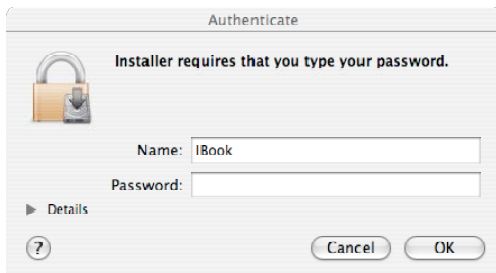 Authenticate
Installer requires that you type your password.
Name: IBook
Password:
Details
? Cancel OK